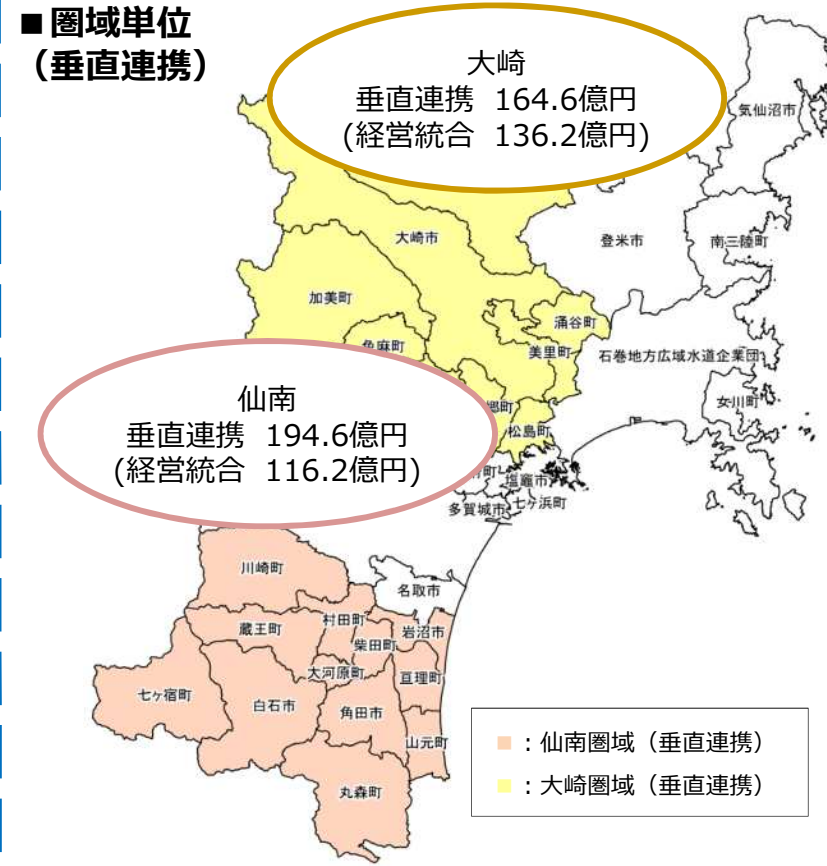 ■圏域単位
（垂直連携）
大崎
垂直連携 164.6億円
(経営統合 136.2億円)
気仙沼市
大崎市
登米市
南三陸町
加美町
涌谷町
美里町
石巻地方広域水道企業団
女川町
郷町
松島町
仙南
垂直連携 194.6億円
(経営統合 116.2億円)
塩竈市
多賀城市
七ヶ浜町
川崎町
名取市
村田町
岩沼市
蔵王町
柴田町
大河原町
亘理町
七ヶ宿町
白石市
角田市
山元町
丸森町
■：仙南圏域（垂直連携）
■：大崎圏域（垂直連携）